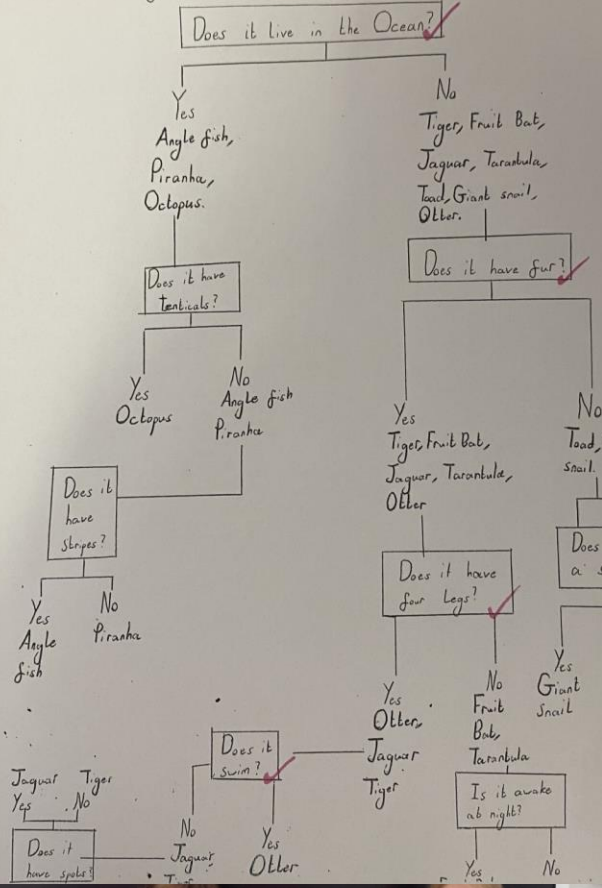 Does it live in the Ocean?
Yes
Angle fish,
Piranha,
Octopus.
No
Tiger, Fruit Bat,
Jaguar, Tarantula,
Toad, Giant snail,
Otter.
Does it have
tenticals?
Yes
Octopus
No
Angle fish
Piranha
Does it
have
stripes?
Yes
Angle
fish
No
Piranha
Does it have fur?
Yes
Tiger, Fruit Bat,
Jaguar, Tarantula,
Otter
No
Toad,
snail.
Does it have
four legs?
Yes
Otter,
Jaguar
Tiger
No
Fruit
Bat,
Tarantula
Does
a s
Yes
Giant
snail
Does it
swim?
No
Jaguar
Yes
Otter
Jaguar Tiger
Yes No
Does it
have spots?
Is it awake
at night?
Yes
No